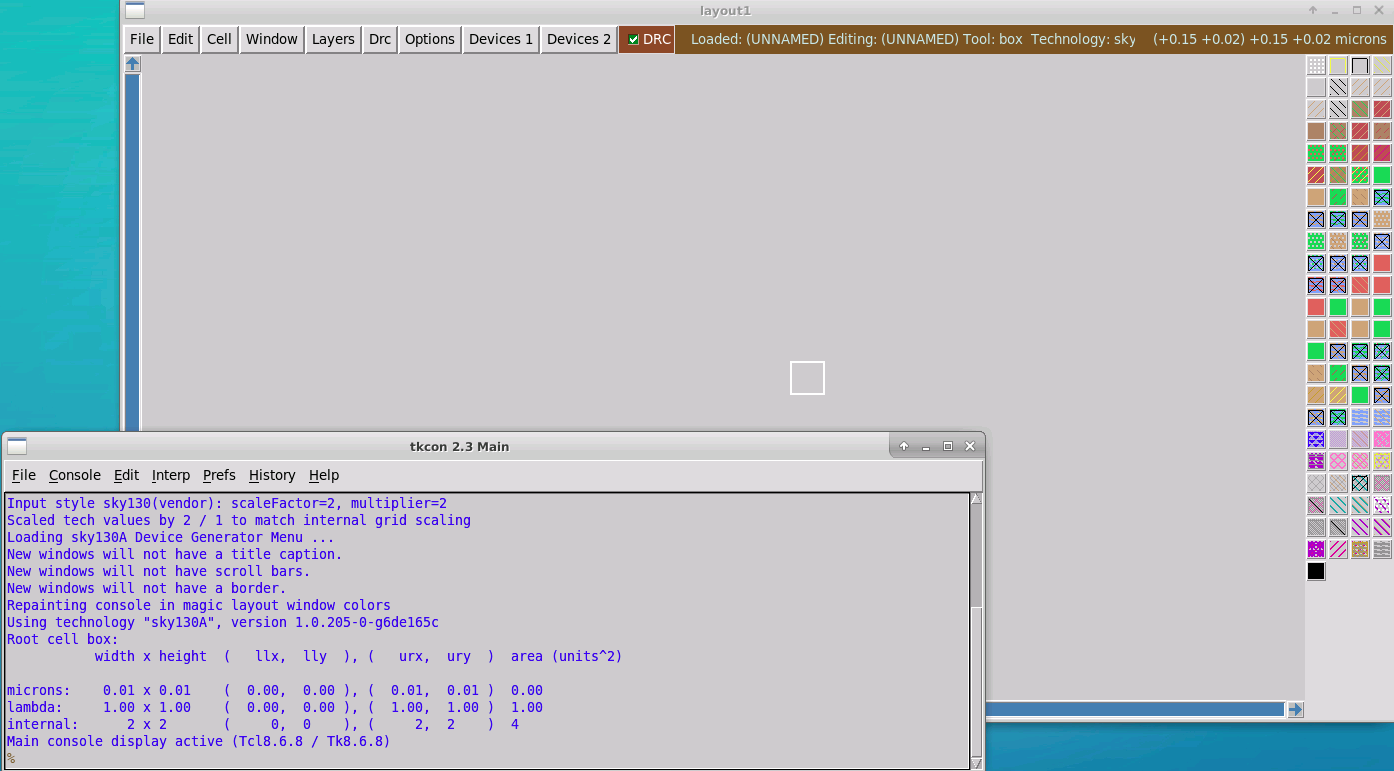 layout1
File Edit Cell Window Layers Drc Options Devices 1 Devices 2 DRC Loaded: (UNNAMED) Editing: (UNNAMED) Tool: box Technology: sky (+0.15 +0.02) +0.15 +0.02 microns
tkcon 2.3 Main
File Console Edit Interp Prefs History Help
Input style sky130(vendor): scaleFactor=2, multiplier=2
Scaled tech values by 2 / 1 to match internal grid scaling
Loading sky130A Device Generator Menu ...
New windows will not have a title caption.
New windows will not have scroll bars.
New windows will not have a border.
Repainting console in magic layout window colors
Using technology "sky130A", version 1.0.205-0-g6de165c
Root cell box:
width x height ( llx, lly ), ( urx, ury ) area (units^2)
microns: 0.01 x 0.01 ( 0.00, 0.00 ), ( 0.01, 0.01 ) 0.00
lambda: 1.00 x 1.00 ( 0.00, 0.00 ), ( 1.00, 1.00 ) 1.00
internal: 2 x 2 ( 0, 0 ), ( 2, 2 ) 4
Main console display active (Tcl8.6.8 / Tk8.6.8)
%